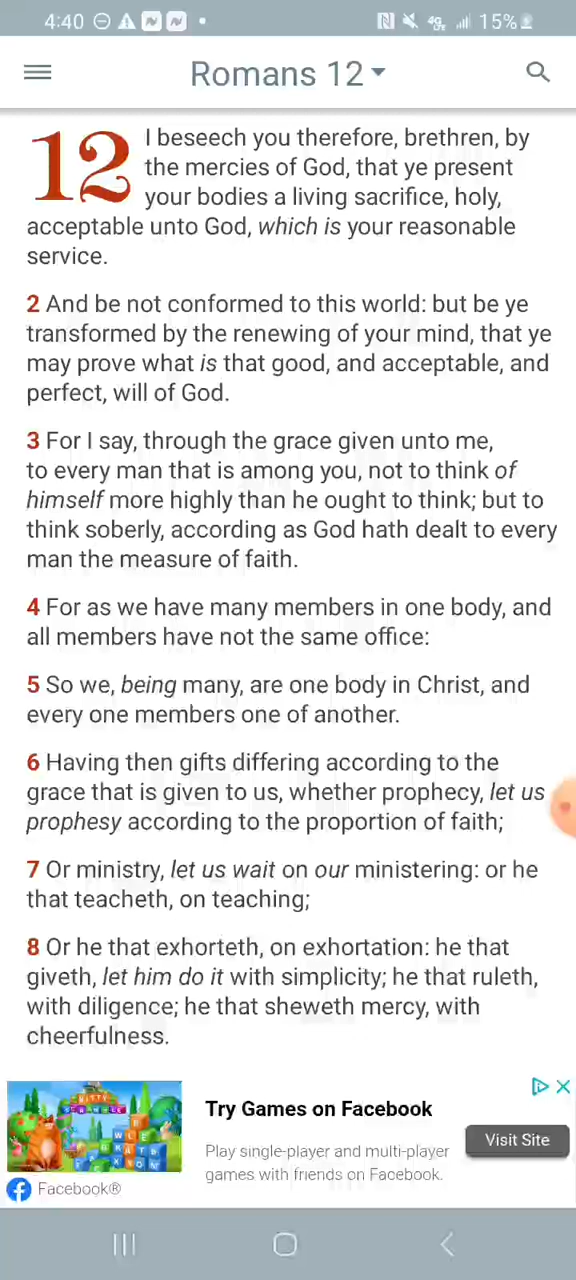 4:40
4G
15%
Romans 12
12 I beseech you therefore, brethren, by
the mercies of God, that ye present
your bodies a living sacrifice, holy,
acceptable unto God, which is your reasonable
service.
2 And be not conformed to this world: but be ye
transformed by the renewing of your mind, that ye
may prove what is that good, and acceptable, and
perfect, will of God.
3 For I say, through the grace given unto me,
to every man that is among you, not to think of
himself more highly than he ought to think; but to
think soberly, according as God hath dealt to every
man the measure of faith.
4 For as we have many members in one body, and
all members have not the same office:
5 So we, being many, are one body in Christ, and
every one members one of another.
6 Having then gifts differing according to the
grace that is given to us, whether prophecy, let us
prophesy according to the proportion of faith;
7 Or ministry, let us wait on our ministering: or he
that teacheth, on teaching;
8 Or he that exhorteth, on exhortation: he that
giveth, let him do it with simplicity; he that ruleth,
with diligence; he that sheweth mercy, with
cheerfulness.
Try Games on Facebook
Play single-player and multi-player
games with friends on Facebook.
Visit Site
Facebook®